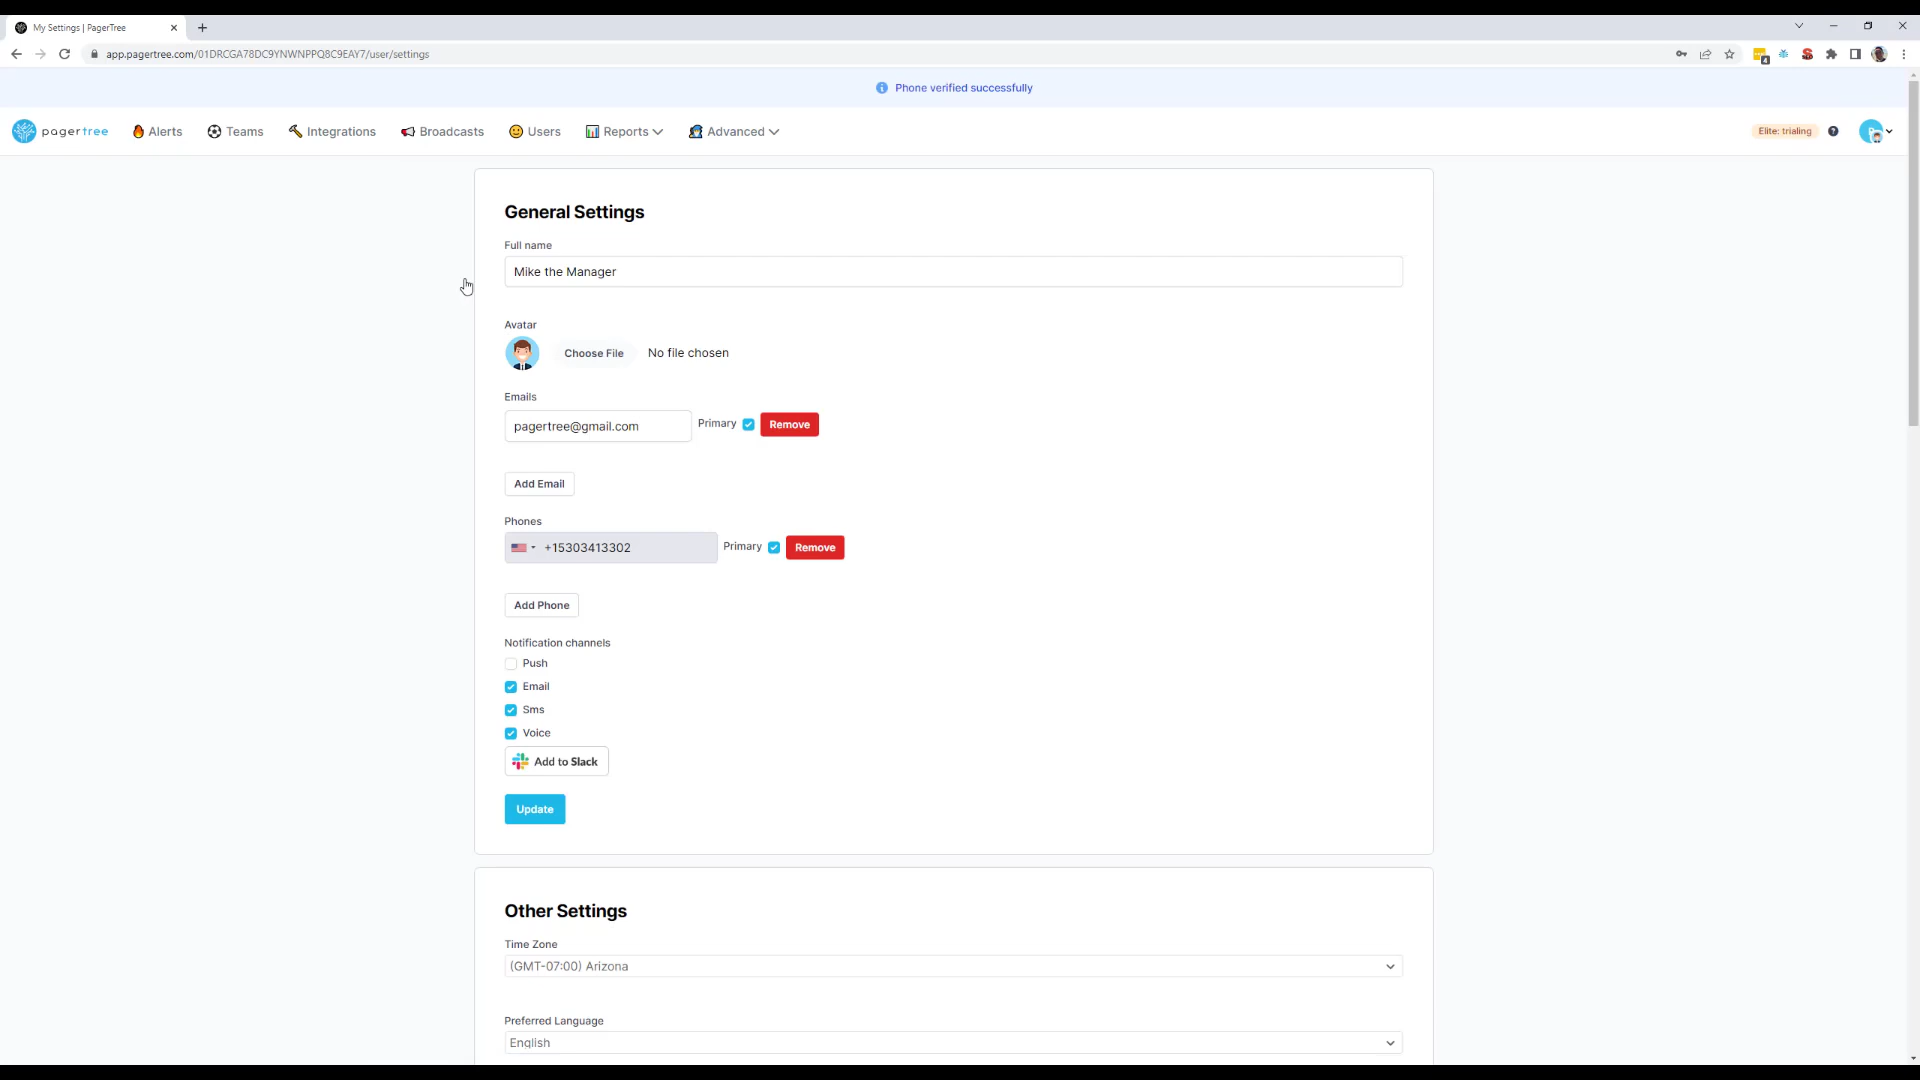 My Settings | PagerTree
app.pagertree.com/01DRCGA78DC9YNWNPPQ8C9EAY7/user/settings
4
Phone verified successfully
pagertree Alerts Teams Integrations Broadcasts Users Reports Advanced Elite: trialing
General Settings
Full name
Mike the Manager
Avatar
Choose File No file chosen
Emails
pagertree@gmail.com Primary Remove
Add Email
Phones
+15303413302 Primary Remove
Add Phone
Notification channels
Push
Email
Sms
Voice
Add to Slack
Update
Other Settings
Time Zone
(GMT-07:00) Arizona
Preferred Language
English